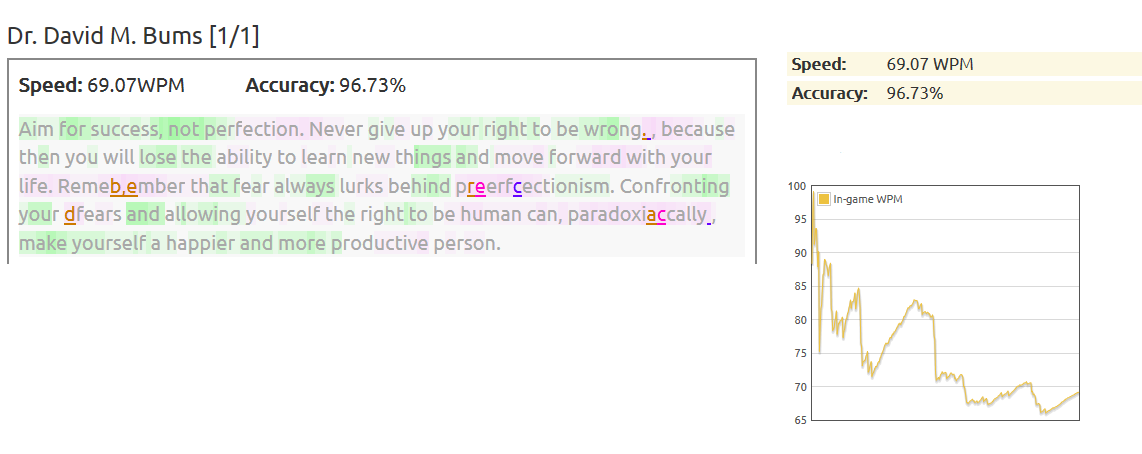 Dr. David M. Bums [1/1]
Speed: 69.07WPM Accuracy: 96.73%
Aim for success, not perfection. Never give up your right to be wrong. , because
then you will lose the ability to learn new things and move forward with your
life. Remeb,ember that fear always lurks behind preerfcectionism. Confronting
your dfears and allowing yourself the right to be human can, paradoxiaccally ,
make yourself a happier and more productive person.
Speed: 69.07 WPM
Accuracy: 96.73%
In-game WPM
100
95
90
85
80
75
70
65